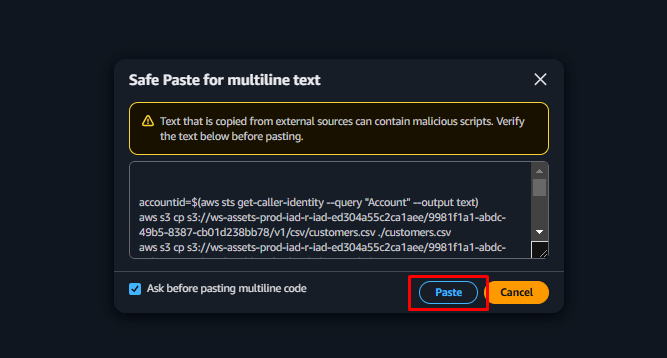 Safe Paste for multiline text
Text that is copied from external sources can contain malicious scripts. Verify
the text below before pasting.
accountid=$(aws sts get-caller-identity --query "Account" --output text)
aws s3 cp s3://ws-assets-prod-iad-r-iad-ed304a55c2ca1aee/9981f1a1-abdc-
49b5-8387-cb01d238bb78/v1/csv/customers.csv ./customers.csv
aws s3 cp s3://ws-assets-prod-iad-r-iad-ed304a55c2ca1aee/9981f1a1-abdc-
Ask before pasting multiline code
Paste
Cancel